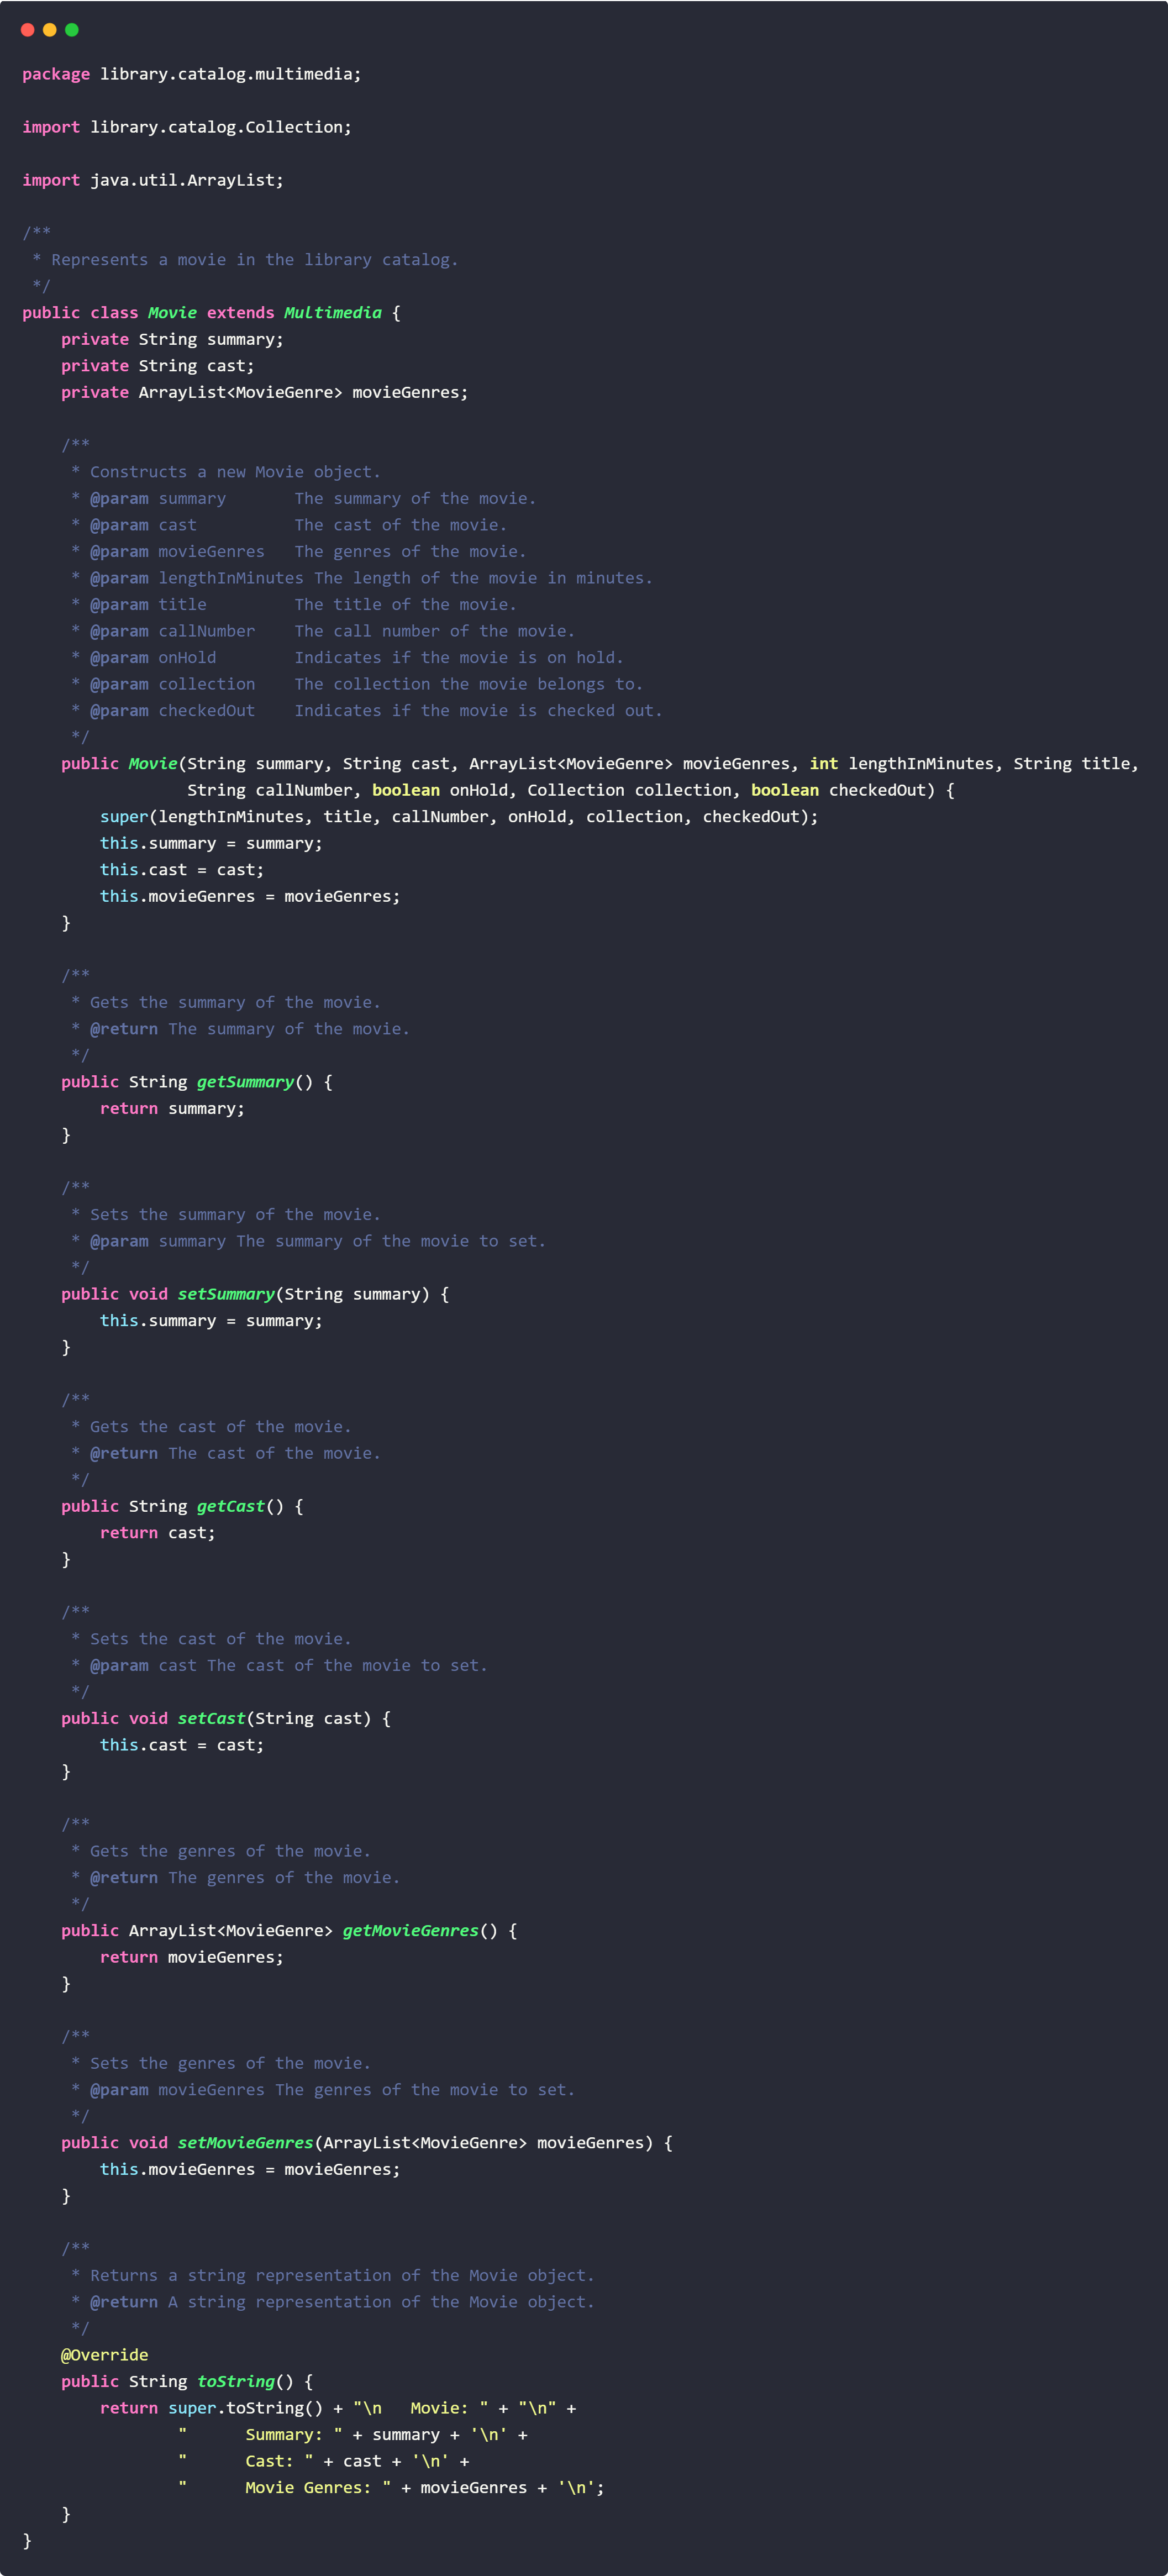 package library.catalog.multimedia;

import library.catalog.Collection;

import java.util.ArrayList;

/**
 * Represents a movie in the library catalog.
 */
public class Movie extends Multimedia {
    private String summary;
    private String cast;
    private ArrayList<MovieGenre> movieGenres;

    /**
     * Constructs a new Movie object.
     * @param summary       The summary of the movie.
     * @param cast          The cast of the movie.
     * @param movieGenres   The genres of the movie.
     * @param lengthInMinutes The length of the movie in minutes.
     * @param title         The title of the movie.
     * @param callNumber    The call number of the movie.
     * @param onHold        Indicates if the movie is on hold.
     * @param collection    The collection the movie belongs to.
     * @param checkedOut    Indicates if the movie is checked out.
     */
    public Movie(String summary, String cast, ArrayList<MovieGenre> movieGenres, int lengthInMinutes, String title,
                 String callNumber, boolean onHold, Collection collection, boolean checkedOut) {
        super(lengthInMinutes, title, callNumber, onHold, collection, checkedOut);
        this.summary = summary;
        this.cast = cast;
        this.movieGenres = movieGenres;
    }

    /**
     * Gets the summary of the movie.
     * @return The summary of the movie.
     */
    public String getSummary() {
        return summary;
    }

    /**
     * Sets the summary of the movie.
     * @param summary The summary of the movie to set.
     */
    public void setSummary(String summary) {
        this.summary = summary;
    }

    /**
     * Gets the cast of the movie.
     * @return The cast of the movie.
     */
    public String getCast() {
        return cast;
    }

    /**
     * Sets the cast of the movie.
     * @param cast The cast of the movie to set.
     */
    public void setCast(String cast) {
        this.cast = cast;
    }

    /**
     * Gets the genres of the movie.
     * @return The genres of the movie.
     */
    public ArrayList<MovieGenre> getMovieGenres() {
        return movieGenres;
    }

    /**
     * Sets the genres of the movie.
     * @param movieGenres The genres of the movie to set.
     */
    public void setMovieGenres(ArrayList<MovieGenre> movieGenres) {
        this.movieGenres = movieGenres;
    }

    /**
     * Returns a string representation of the Movie object.
     * @return A string representation of the Movie object.
     */
    @Override
    public String toString() {
        return super.toString() + "\n   Movie: " + "\n" +
                "      Summary: " + summary + '\n' +
                "      Cast: " + cast + '\n' +
                "      Movie Genres: " + movieGenres + '\n';
    }
}